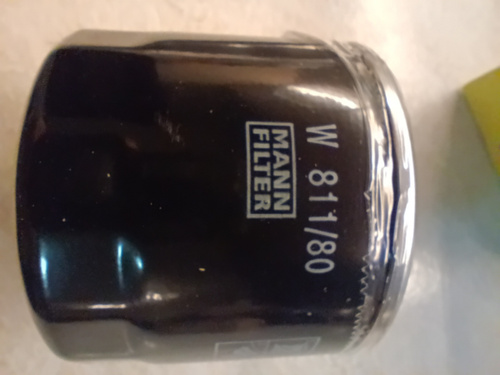 W 811/80
MANN
FILTER